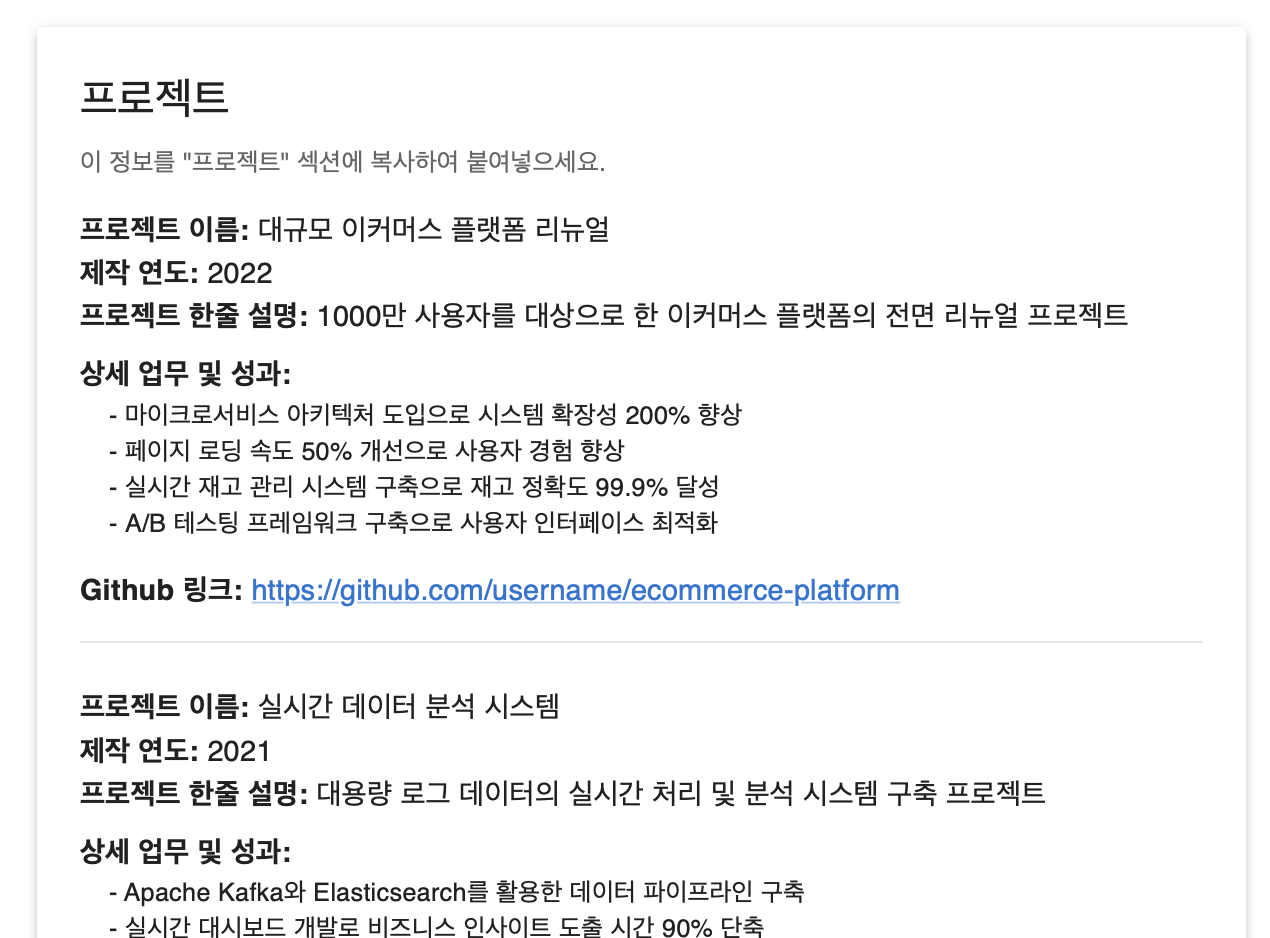 프로젝트
이 정보를 "프로젝트" 섹션에 복사하여 붙여넣으세요.
프로젝트 이름: 대규모 이커머스 플랫폼 리뉴얼
제작 연도: 2022
프로젝트 한줄 설명: 1000만 사용자를 대상으로 한 이커머스 플랫폼의 전면 리뉴얼 프로젝트
상세 업무 및 성과:
- 마이크로서비스 아키텍처 도입으로 시스템 확장성 200% 향상
- 페이지 로딩 속도 50% 개선으로 사용자 경험 향상
- 실시간 재고 관리 시스템 구축으로 재고 정확도 99.9% 달성
- A/B 테스팅 프레임워크 구축으로 사용자 인터페이스 최적화
Github 링크: https://github.com/username/ecommerce-platform
프로젝트 이름: 실시간 데이터 분석 시스템
제작 연도: 2021
프로젝트 한줄 설명: 대용량 로그 데이터의 실시간 처리 및 분석 시스템 구축 프로젝트
상세 업무 및 성과:
- Apache Kafka와 Elasticsearch를 활용한 데이터 파이프라인 구축
- 실시간 대시보드 개발로 비즈니스 인사이트 도출 시간 90% 단축